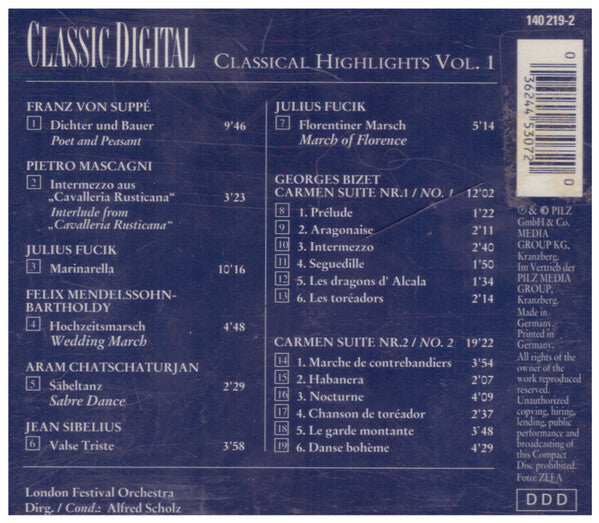 140 219-2
CLASSIC DIGITAL
CLASSICAL HIGHLIGHTS VOL. 1
FRANZ VON SUPPÉ
1 Dichter und Bauer 9'46
Poet and Peasant
PIETRO MASCAGNI
2 Intermezzo aus
„Cavalleria Rusticana“ 3'23
Interlude from
„Cavalleria Rusticana“
JULIUS FUCIK
3 Marinarella 10'16
FELIX MENDELSSOHN-
BARTHOLDY
4 Hochzeitsmarsch 4'48
Wedding March
ARAM CHATSCHATURJAN
5 Säbeltanz 2'29
Sabre Dance
JEAN SIBELIUS
6 Valse Triste 3'58
London Festival Orchestra
Dirg. / Cond.: Alfred Scholz
JULIUS FUCIK
7 Florentiner Marsch 5'14
March of Florence
GEORGES BIZET
CARMEN SUITE NR.1 / NO. 1 12'02
8 1. Prélude 1'22
9 2. Aragonaise 2'11
10 3. Intermezzo 2'40
11 4. Seguedille 1'50
12 5. Les dragons d' Alcala 1'34
13 6. Les toréadors 2'14
CARMEN SUITE NR.2 / NO. 2 19'22
14 1. Marche de contrebandiers 3'54
15 2. Habanera 2'07
16 3. Nocturne 4'09
17 4. Chanson de toréador 2'37
18 5. Le garde montante 3'48
19 6. Danse bohème 4'29
0 36244 53072 0
℗ & © PILZ
GmbH & Co.
MEDIA
GROUP KG,
Kranzberg.
Im Vertrieb der
PILZ MEDIA
GROUP,
Kranzberg.
Made in
Germany.
Printed in
Germany.
All rights of the
owner of the
work reproduced
reserved.
Unauthorized
copying, hiring,
lending, public
performance and
broadcasting of
this Compact
Disc prohibited.
Foto: ZEFA
DDD